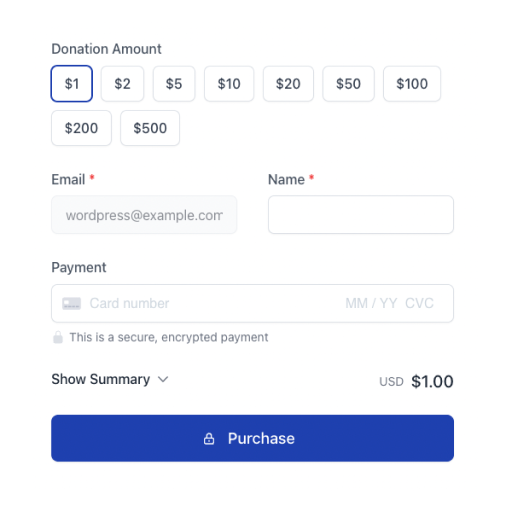 Donation Amount
$1 $2 $5 $10 $20 $50 $100
$200 $500
Email * Name *
wordpress@example.com
Payment
Card number MM / YY CVC
This is a secure, encrypted payment
Show Summary USD $1.00
Purchase